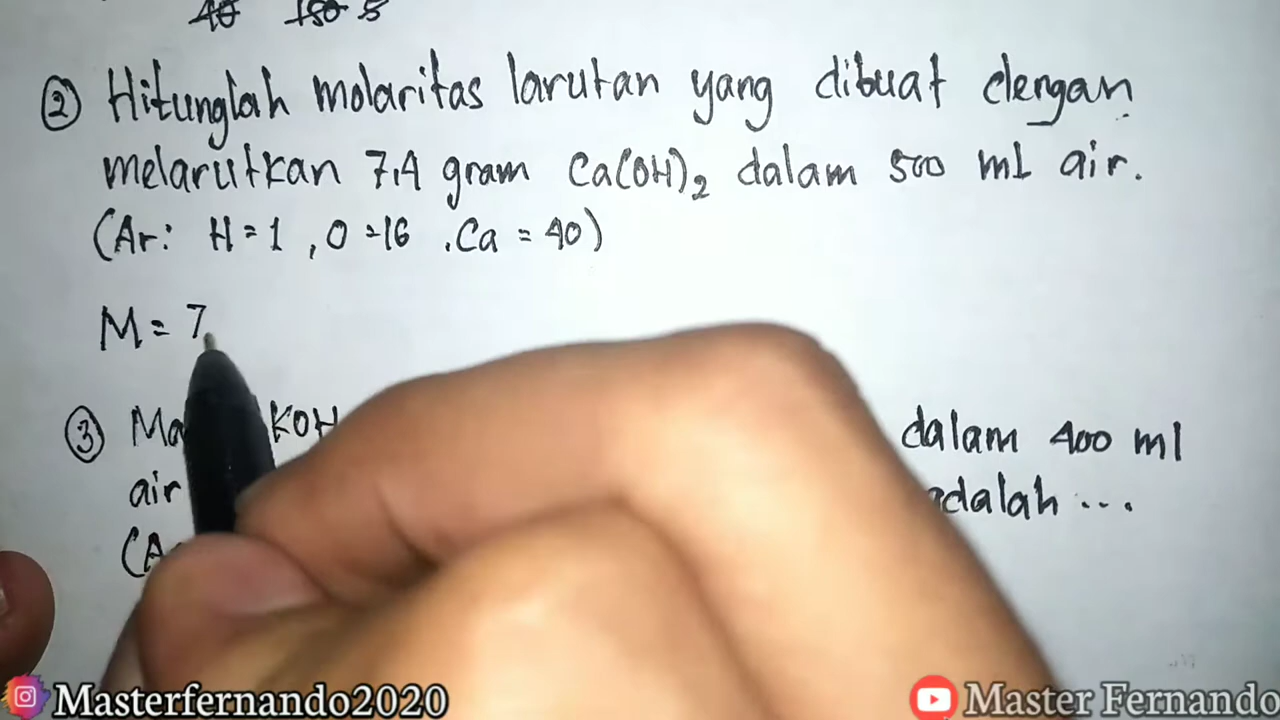 40 150 5
② Hitunglah molaritas larutan yang dibuat dengan
melarutkan 7,4 gram Ca(OH)₂ dalam 500 ml air.
(Ar: H = 1 , O = 16 , Ca = 40)
M = 7
③ KOH dalam 400 ml
air adalah ...
Masterfernando2020
Master Fernando